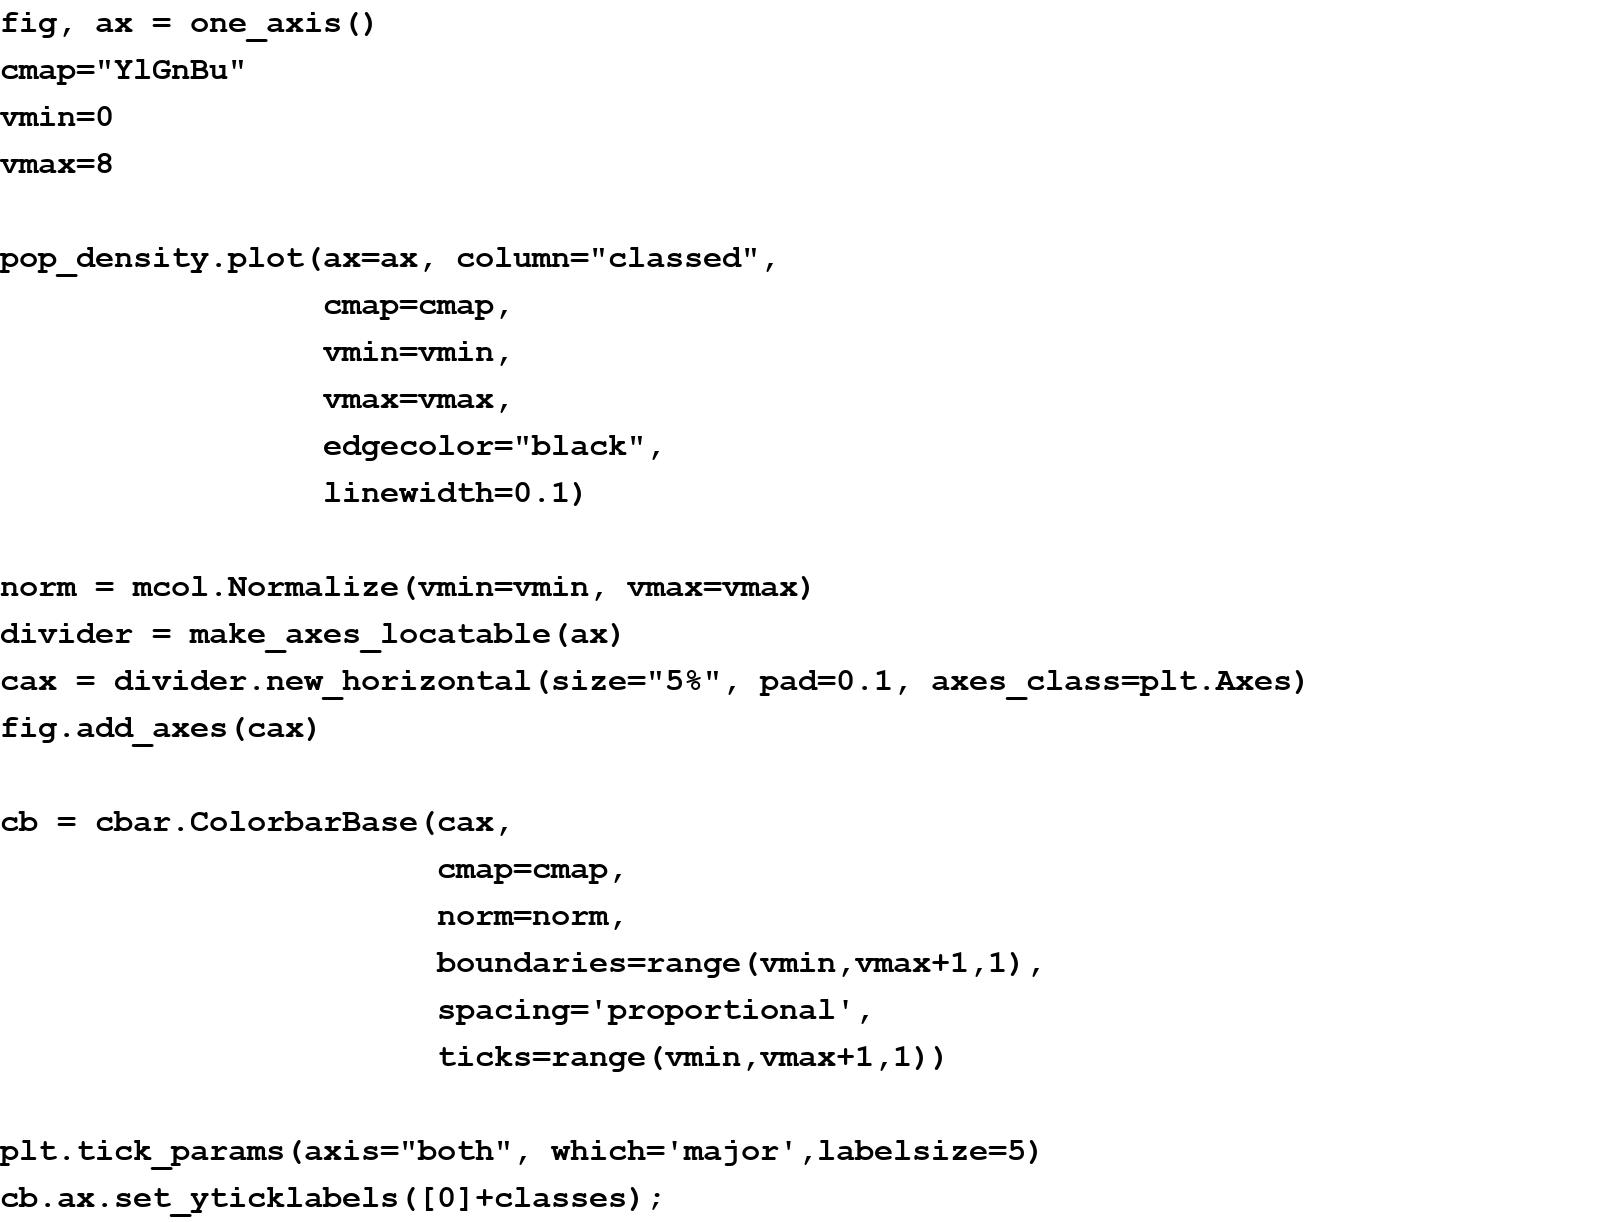 fig, ax = one_axis()
cmap="YlGnBu"
vmin=0
vmax=8

pop_density.plot(ax=ax, column="classed",
                 cmap=cmap,
                 vmin=vmin,
                 vmax=vmax,
                 edgecolor="black",
                 linewidth=0.1)

norm = mcol.Normalize(vmin=vmin, vmax=vmax)
divider = make_axes_locatable(ax)
cax = divider.new_horizontal(size="5%", pad=0.1, axes_class=plt.Axes)
fig.add_axes(cax)

cb = cbar.ColorbarBase(cax,
                       cmap=cmap,
                       norm=norm,
                       boundaries=range(vmin,vmax+1,1),
                       spacing='proportional',
                       ticks=range(vmin,vmax+1,1))

plt.tick_params(axis="both", which='major',labelsize=5)
cb.ax.set_yticklabels([0]+classes);